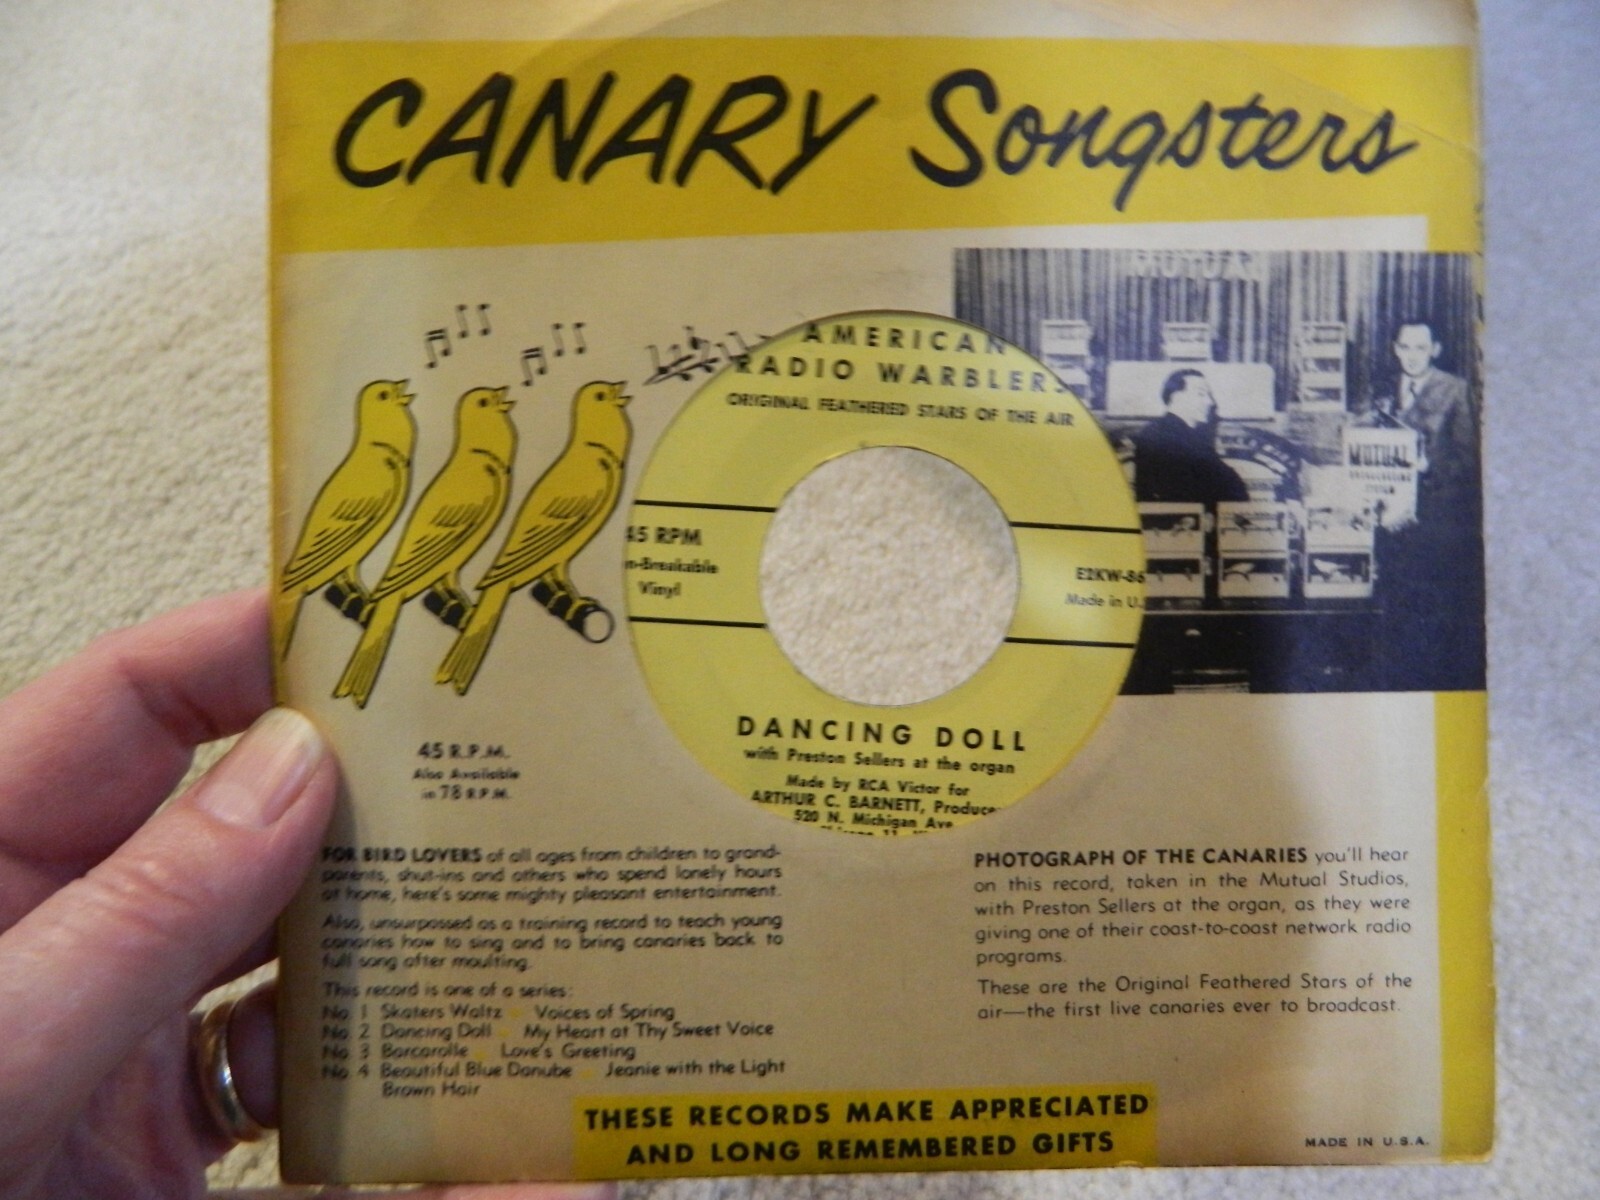 CANARY Songsters
MUTUAL
AMERICAN
RADIO WARBLERS
ORIGINAL FEATHERED STARS OF THE AIR
MUTUAL
BROADCASTING
SYSTEM
45 RPM
n-Breakable
Vinyl
E2KW-86
Made in U.
DANCING DOLL
with Preston Sellers at the organ
Made by RCA Victor for
ARTHUR C. BARNETT, Produce
520 N. Michigan Ave
45 R.P.M.
Also Available
in 78 R.P.M.
FOR BIRD LOVERS of all ages from children to grand-
parents, shut-ins and others who spend lonely hours
at home, here's some mighty pleasant entertainment.
Also, unsurpassed as a training record to teach young
canaries how to sing and to bring canaries back to
full song after moulting.
This record is one of a series:
No. 1 Skaters Waltz Voices of Spring
No. 2 Dancing Doll My Heart at Thy Sweet Voice
No. 3 Barcarolle Love's Greeting
No. 4 Beautiful Blue Danube Jeanie with the Light
Brown Hair
PHOTOGRAPH OF THE CANARIES you'll hear
on this record, taken in the Mutual Studios,
with Preston Sellers at the organ, as they were
giving one of their coast-to-coast network radio
programs.
These are the Original Feathered Stars of the
air—the first live canaries ever to broadcast.
THESE RECORDS MAKE APPRECIATED
AND LONG REMEMBERED GIFTS
MADE IN U.S.A.